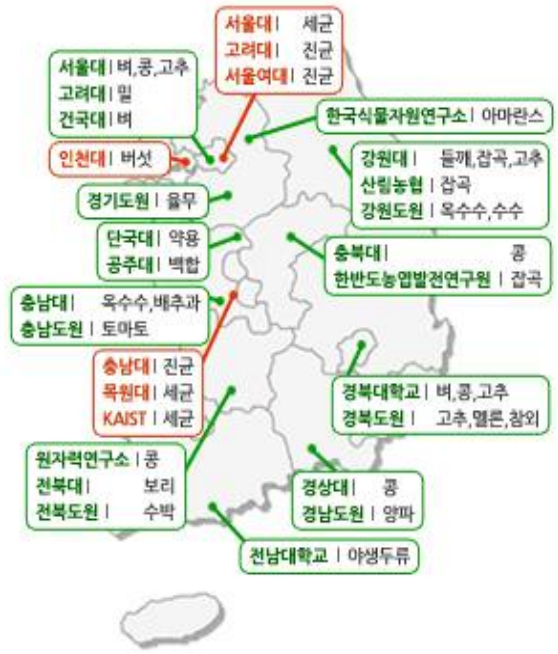 서울대 | 세균
고려대 | 진균
서울여대 | 진균
서울대 | 벼,콩,고추
고려대 | 밀
건국대 | 벼
한국식물자원연구소 | 아마란스
인천대 | 버섯
강원대 | 들깨,잡곡,고추
산림농협 | 잡곡
강원도원 | 옥수수,수수
경기도원 | 율무
단국대 | 약용
공주대 | 백합
충북대 | 콩
한반도농업발전연구원 | 잡곡
충남대 | 옥수수,배추과
충남도원 | 토마토
충남대 | 진균
목원대 | 세균
KAIST | 세균
경북대학교 | 벼,콩,고추
경북도원 | 고추,멜론,참외
원자력연구소 | 콩
전북대 | 보리
전북도원 | 수박
경상대 | 콩
경남도원 | 양파
전남대학교 | 야생두류